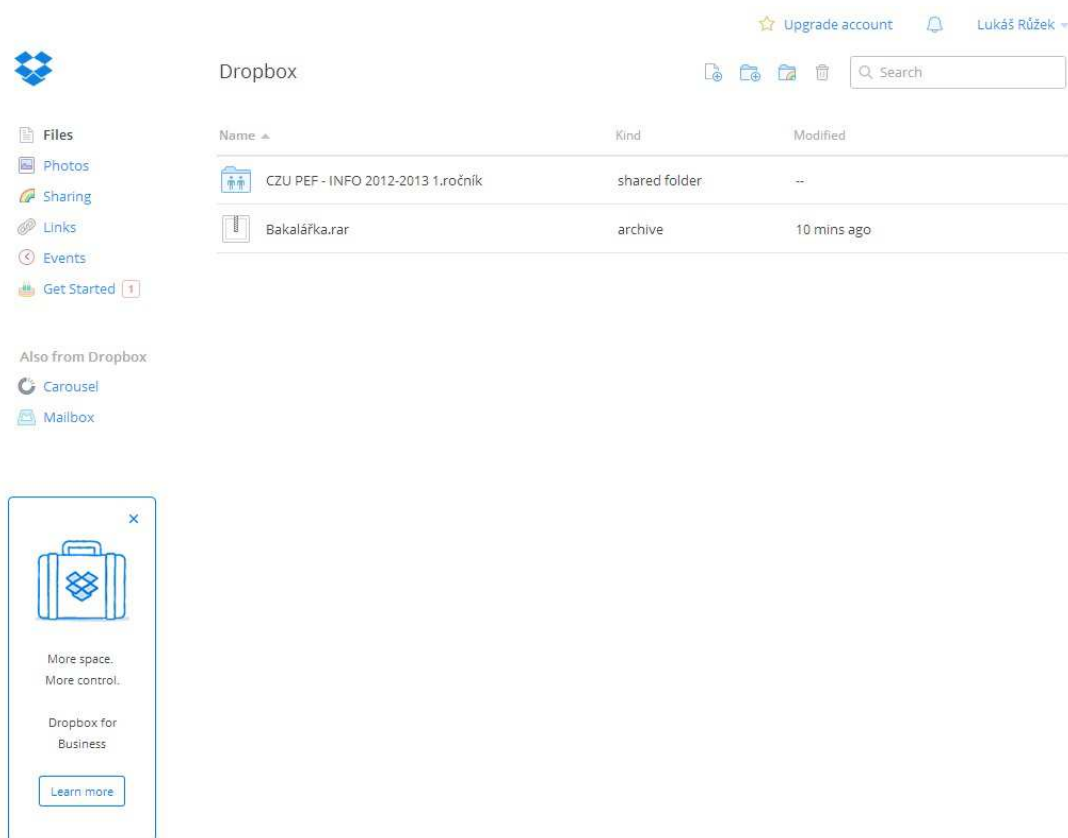 Upgrade account
Lukáš Růžek
Dropbox
Search
Files
Photos
Sharing
Links
Events
Get Started 1
Name Kind Modified
CZU PEF - INFO 2012-2013 1.ročník shared folder --
Bakalářka.rar archive 10 mins ago
Also from Dropbox
Carousel
Mailbox
More space.
More control.
Dropbox for
Business
Learn more